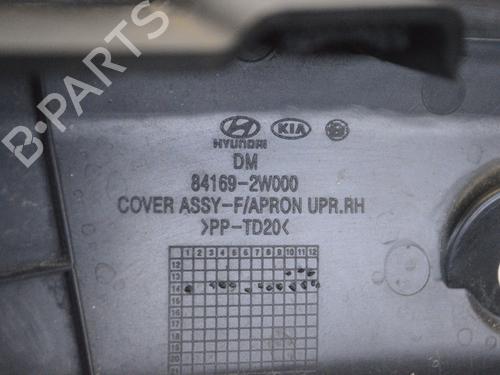 B-PARTS
HYUNDAI KIA
DM
84169-2W000
COVER ASSY-F/APRON UPR.RH
>PP-TD20<
1 2 3 4 5 6 7 8 9 10 11 12
12
13
14
15
16
17
18
19
20
21